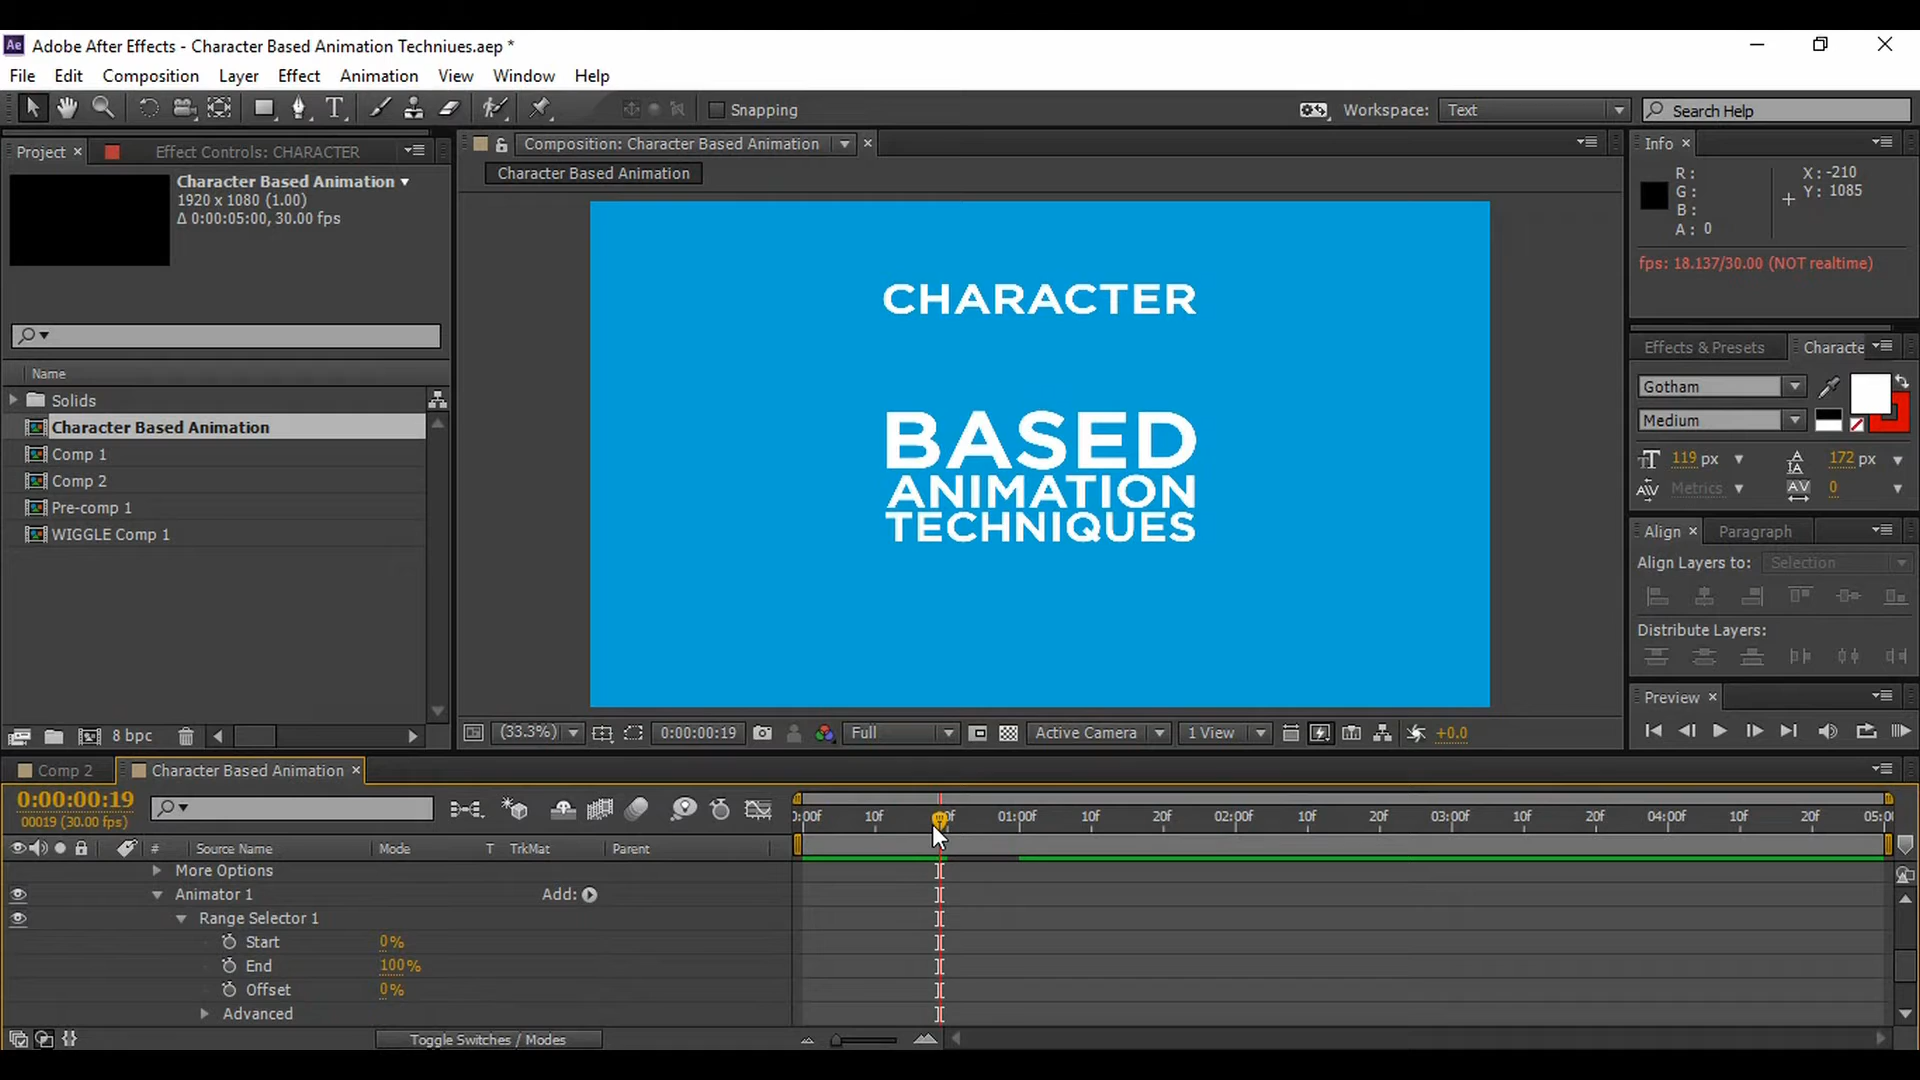 Ae Adobe After Effects - Character Based Animation Techniues.aep *
File Edit Composition Layer Effect Animation View Window Help
Snapping
Workspace: Text
Search Help
Project
Effect Controls: CHARACTER
Composition: Character Based Animation
Info
Character Based Animation
1920 x 1080 (1.00)
Δ 0:00:05:00, 30.00 fps
Character Based Animation
R :
G :
B :
A : 0
X : -210
Y : 1085
fps: 18.137/30.00 (NOT realtime)
Name
Solids
Character Based Animation
Comp 1
Comp 2
Pre-comp 1
WIGGLE Comp 1
8 bpc
CHARACTER
BASED
ANIMATION
TECHNIQUES
(33.3%)
0:00:00:19
Full
Active Camera
1 View
+0.0
Effects & Presets
Characte
Gotham
Medium
119 px
172 px
Metrics
0
Align
Paragraph
Align Layers to: Selection
Distribute Layers:
Preview
Comp 2
Character Based Animation
0:00:00:19
00019 (30.00 fps)
# Source Name Mode T TrkMat Parent
):00f 10f 0f 01:00f 10f 20f 02:00f 10f 20f 03:00f 10f 20f 04:00f 10f 20f 05:0
More Options
Animator 1 Add:
Range Selector 1
Start 0%
End 100%
Offset 0%
Advanced
Toggle Switches / Modes